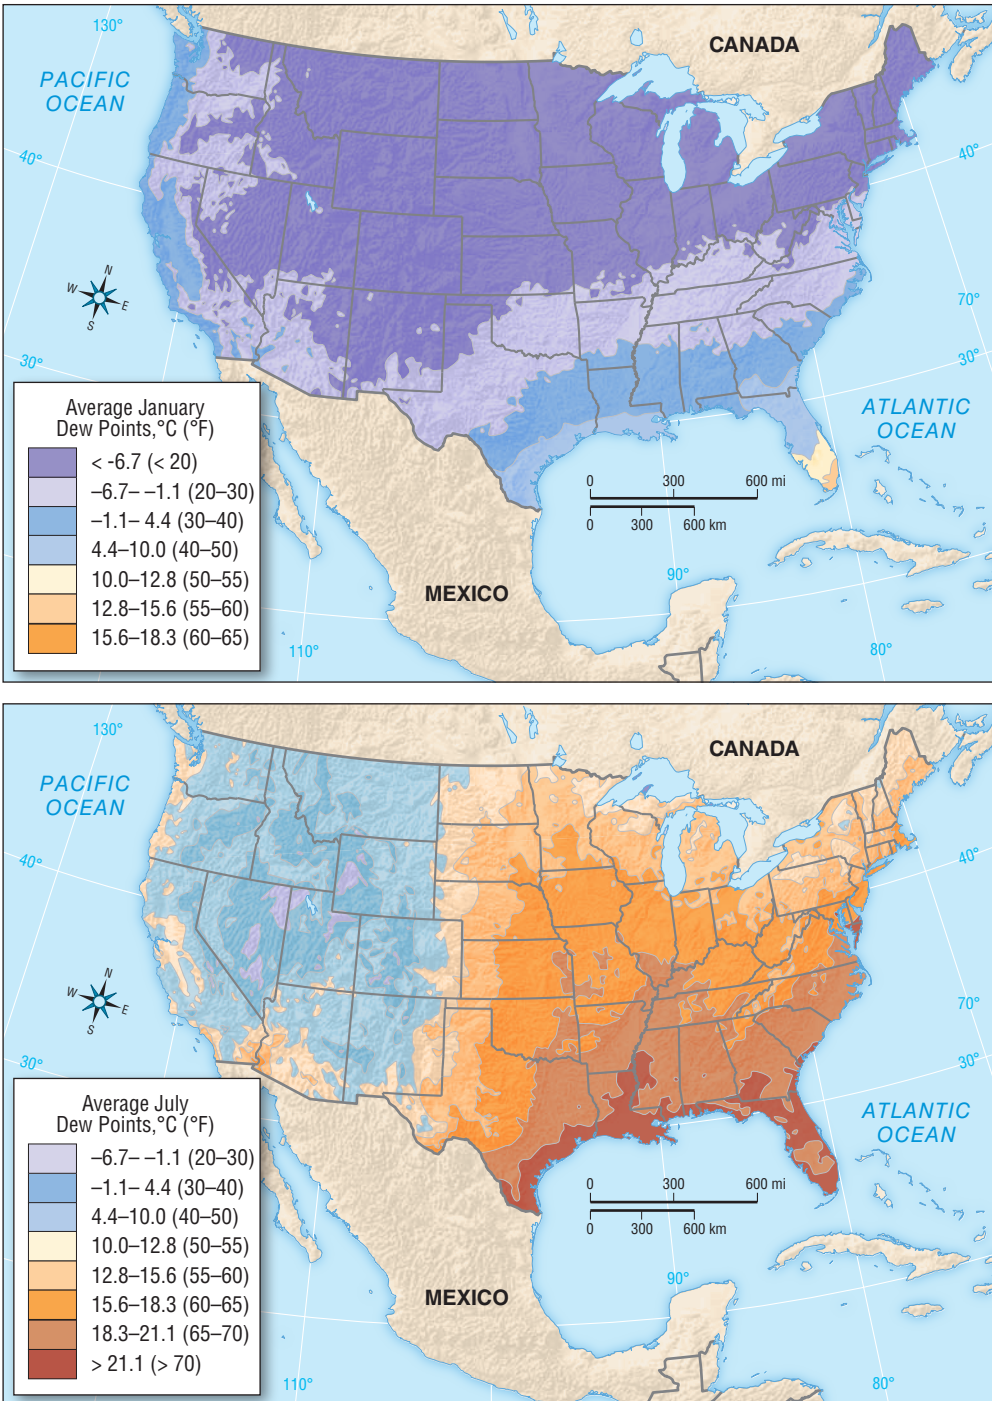 130°
CANADA
PACIFIC
OCEAN
40°
40°
N
W
E
S
70°
30°
30°
ATLANTIC
OCEAN
Average January
Dew Points,°C (°F)
< -6.7 (< 20)
–6.7– –1.1 (20–30)
–1.1– 4.4 (30–40)
4.4–10.0 (40–50)
10.0–12.8 (50–55)
12.8–15.6 (55–60)
15.6–18.3 (60–65)
0 300 600 mi
0 300 600 km
90°
MEXICO
110°
80°
130°
CANADA
PACIFIC
OCEAN
40°
40°
N
W
E
S
70°
30°
30°
ATLANTIC
OCEAN
Average July
Dew Points,°C (°F)
–6.7– –1.1 (20–30)
–1.1– 4.4 (30–40)
4.4–10.0 (40–50)
10.0–12.8 (50–55)
12.8–15.6 (55–60)
15.6–18.3 (60–65)
18.3–21.1 (65–70)
> 21.1 (> 70)
0 300 600 mi
0 300 600 km
90°
MEXICO
110°
80°